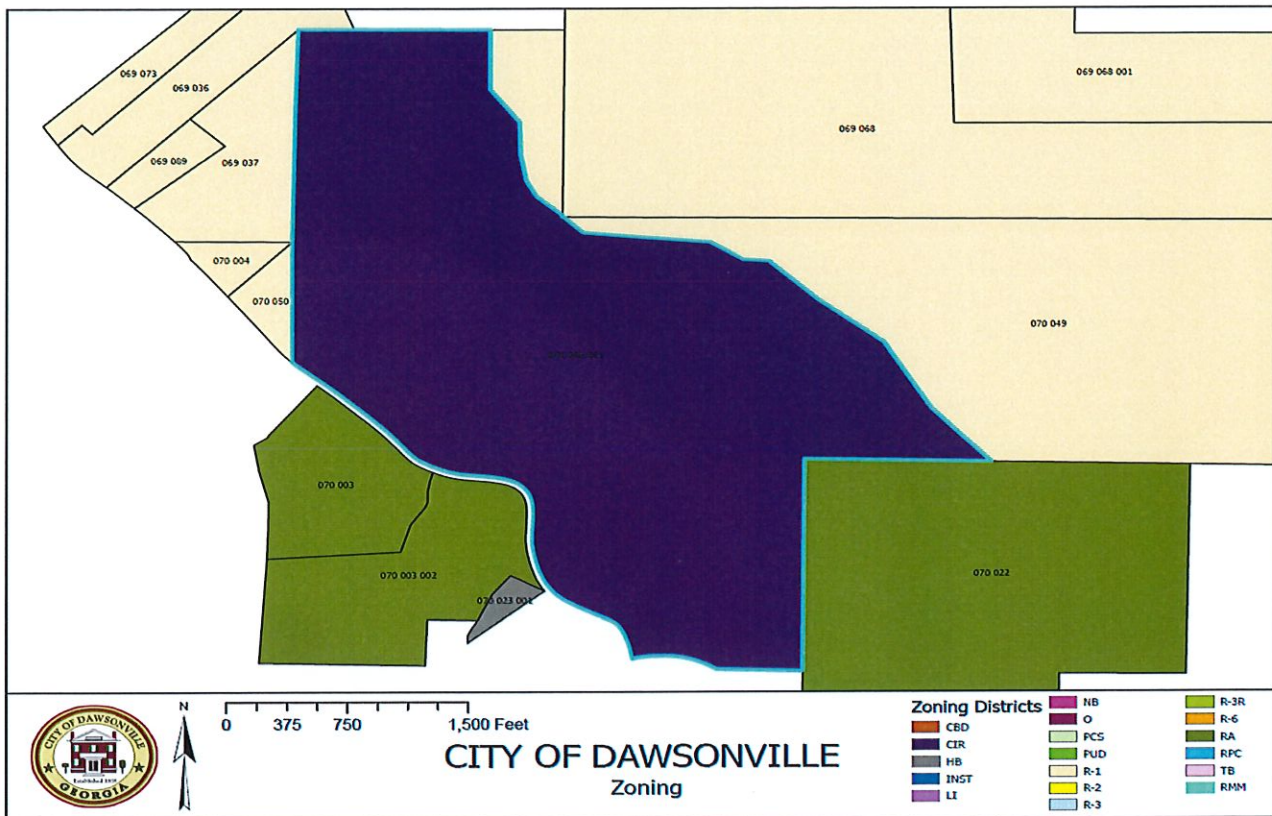 069 073
069 036
069 068 001
069 068
069 089
069 037
070 004
070 050
070 049
070 003
070 003 002
070 023 001
070 022
CITY OF DAWSONVILLE
GEORGIA
N
0 375 750 1,500 Feet
CITY OF DAWSONVILLE
Zoning
Zoning Districts
CBD
CIR
HB
INST
LI
NB
O
PCS
PUD
R-1
R-2
R-3
R-3R
R-6
RA
RPC
TB
RMM